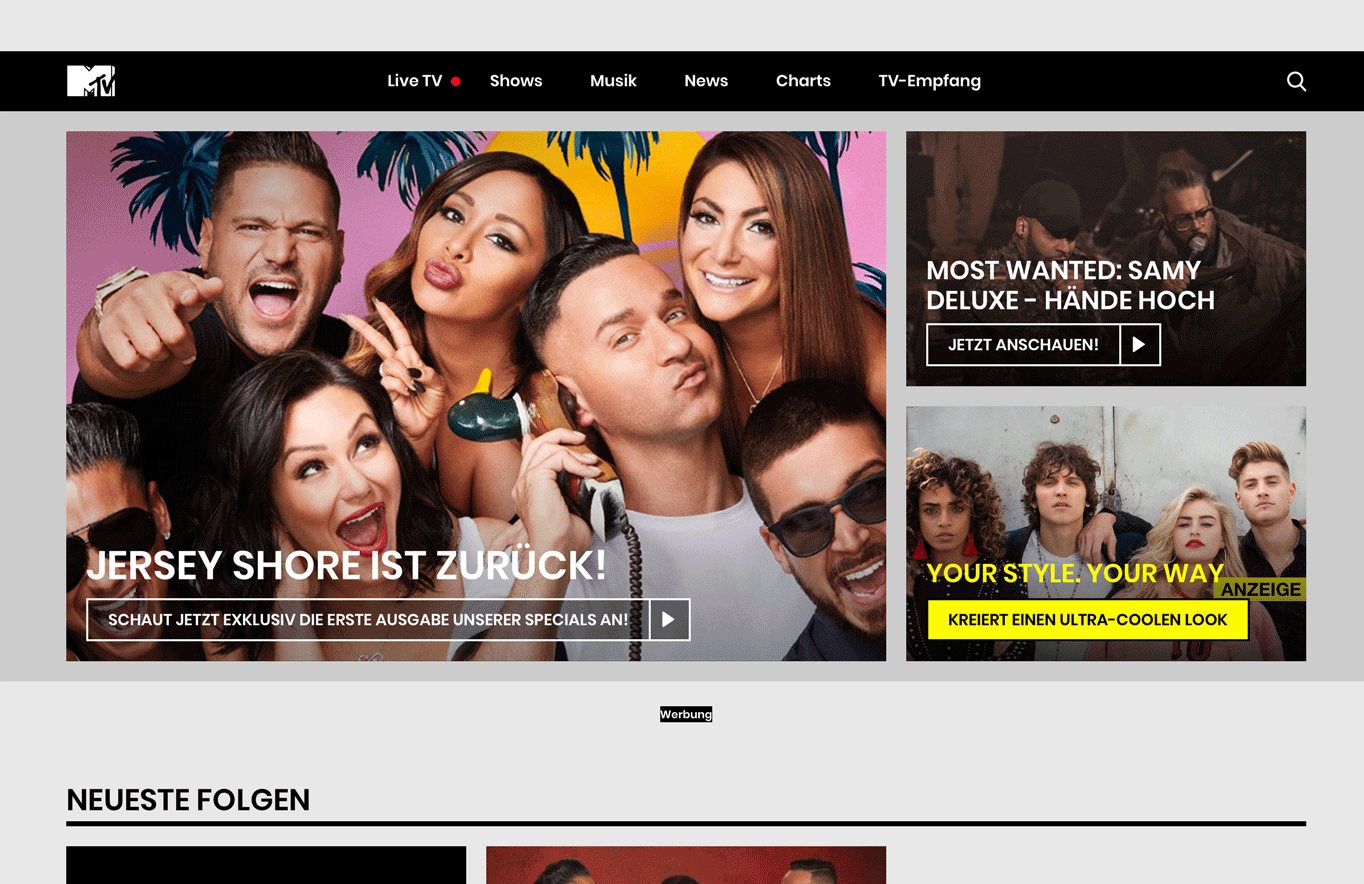 MTV
Live TV
Shows
Musik
News
Charts
TV-Empfang
JERSEY SHORE IST ZURÜCK!
SCHAUT JETZT EXKLUSIV DIE ERSTE AUSGABE UNSERER SPECIALS AN!
MOST WANTED: SAMY
DELUXE - HÄNDE HOCH
JETZT ANSCHAUEN!
YOUR STYLE. YOUR WAY
ANZEIGE
KREIERT EINEN ULTRA-COOLEN LOOK
Werbung
NEUESTE FOLGEN